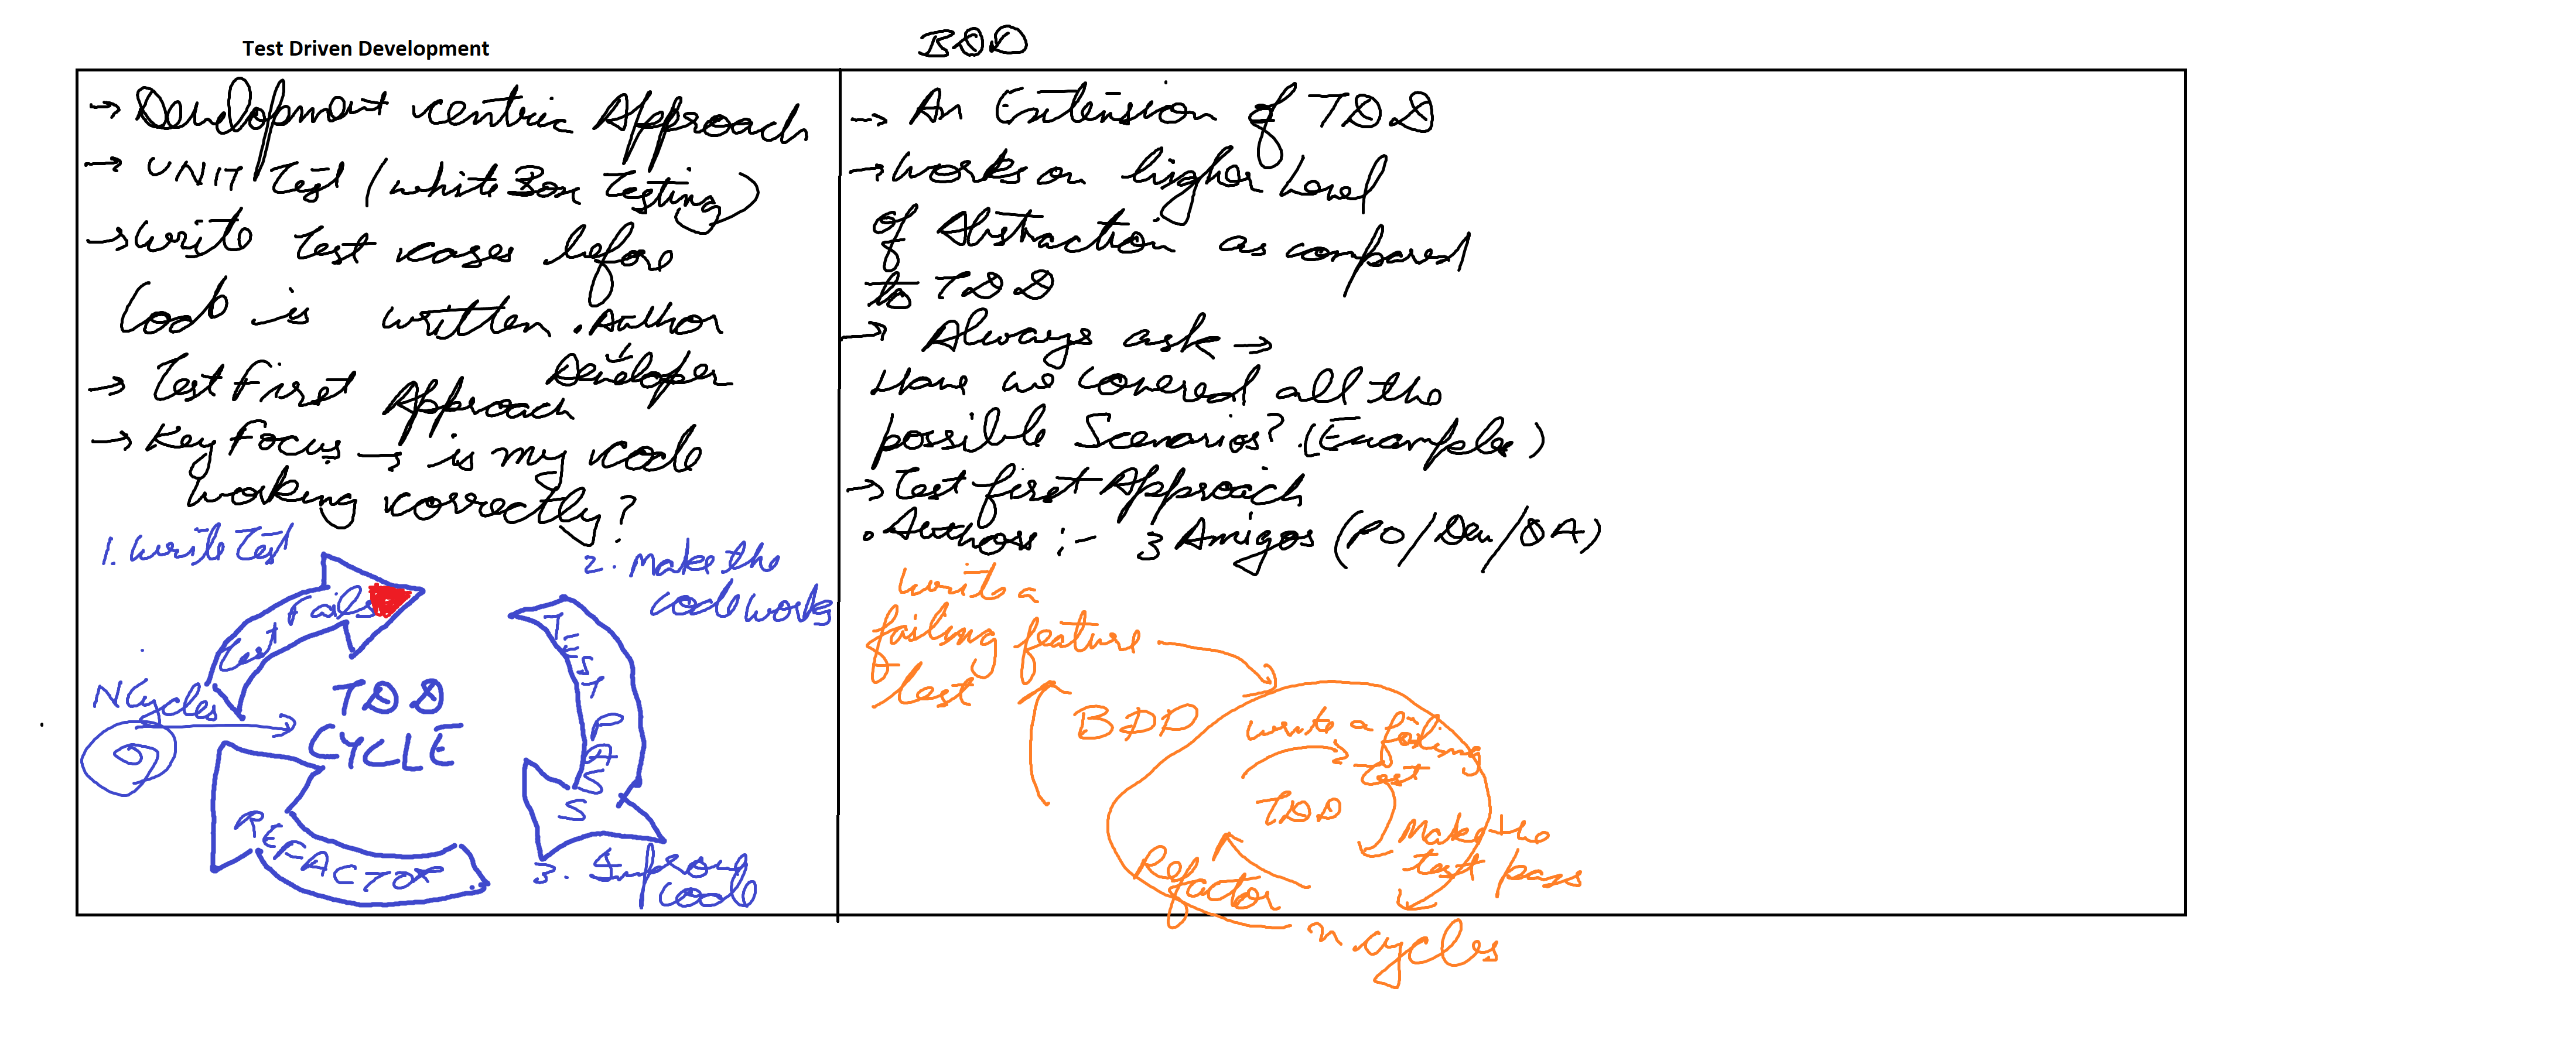 Test Driven Development
BDD
→ Development centric Approach
→ UNIT Test (white Box Testing)
→ write test cases before
Code is written . Author
Developer
→ Test First Approach
→ Key Focus → is my code
working correctly?
1. write Test
2. Make the
code works
Test Fails
TEST PASS
N Cycles
TDD
CYCLE
REFACTOR
3. Improve
code
→ An Extension of TDD
→ works on higher Level
of Abstraction as compared
to TDD
→ Always ask →
Have we covered all the
possible Scenarios? (Example)
→ Test first Approach
. Authors :- 3 Amigos (PO/Dev/QA)
write a
failing feature
test
BDD
write a failing
test
TDD
Make the
test pass
Refactor
n cycles